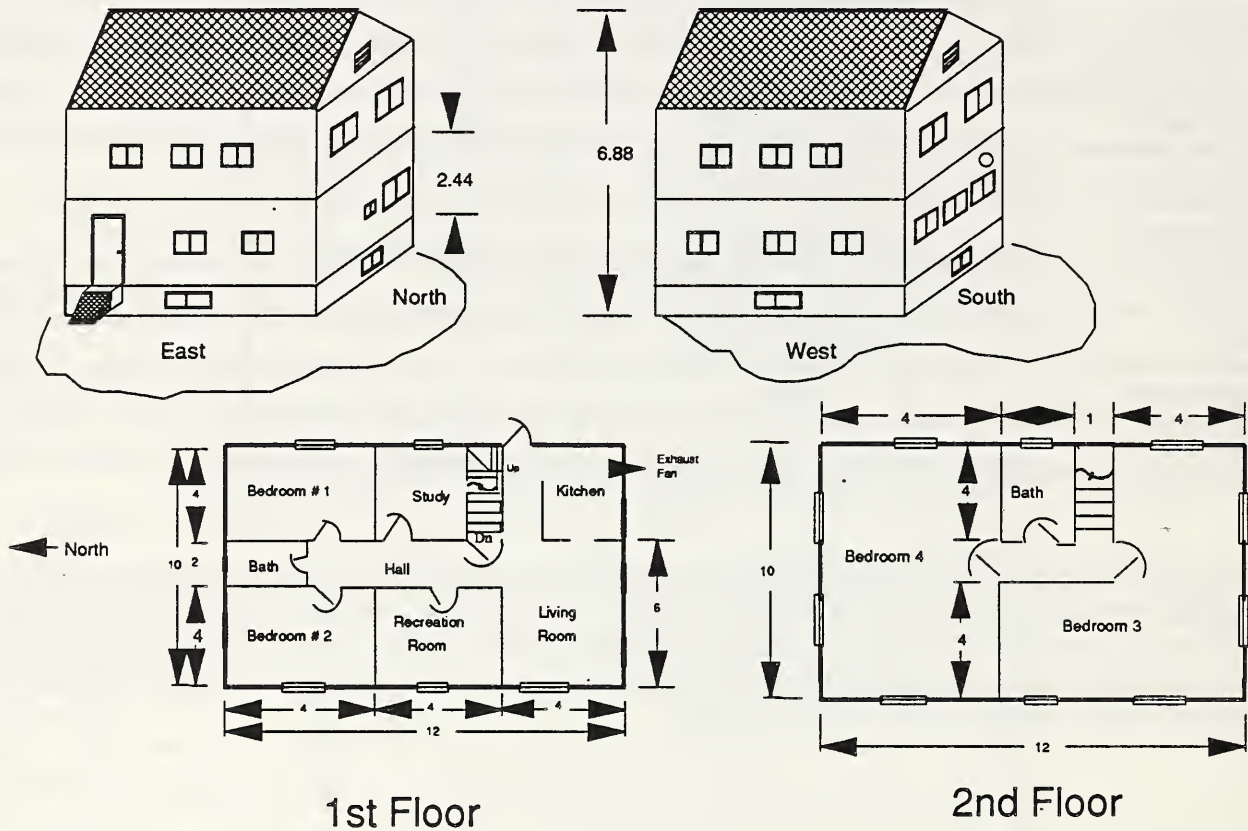 6.88
2.44
North
South
East
West
4
1
4
Up
Exhaust
Fan
4
Bedroom # 1
Study
Kitchen
4
Bath
Dn
North
10
2
Bath
Hall
Bedroom 4
10
6
4
Bedroom # 2
Recreation
Room
Living
Room
4
Bedroom 3
4
4
4
12
12
1st Floor
2nd Floor